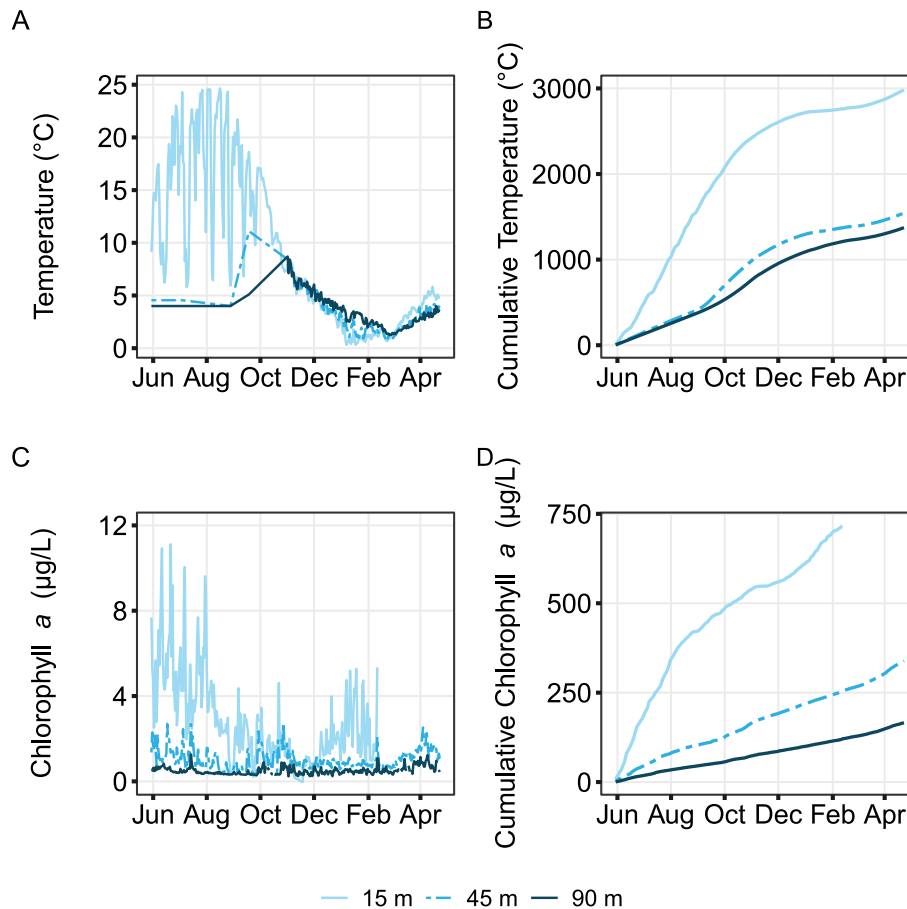 A
Temperature (°C)
25
20
15
10
5
0
Jun Aug Oct Dec Feb Apr
B
Cumulative Temperature (°C)
3000
2000
1000
0
Jun Aug Oct Dec Feb Apr
C
Chlorophyll a (µg/L)
12
8
4
0
Jun Aug Oct Dec Feb Apr
D
Cumulative Chlorophyll a (µg/L)
750
500
250
0
Jun Aug Oct Dec Feb Apr
15 m 45 m 90 m